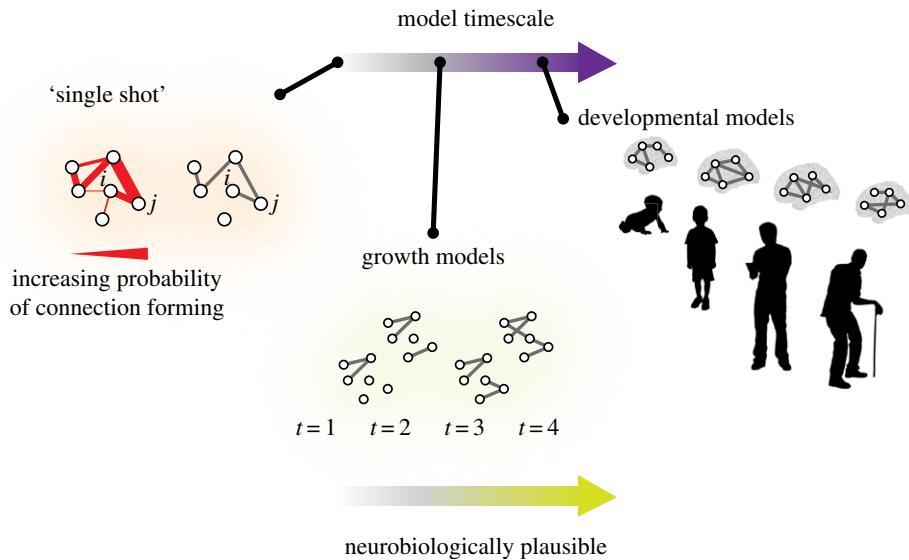 model timescale
‘single shot’
developmental models
i
j
i
j
increasing probability
of connection forming
growth models
t = 1 t = 2 t = 3 t = 4
neurobiologically plausible